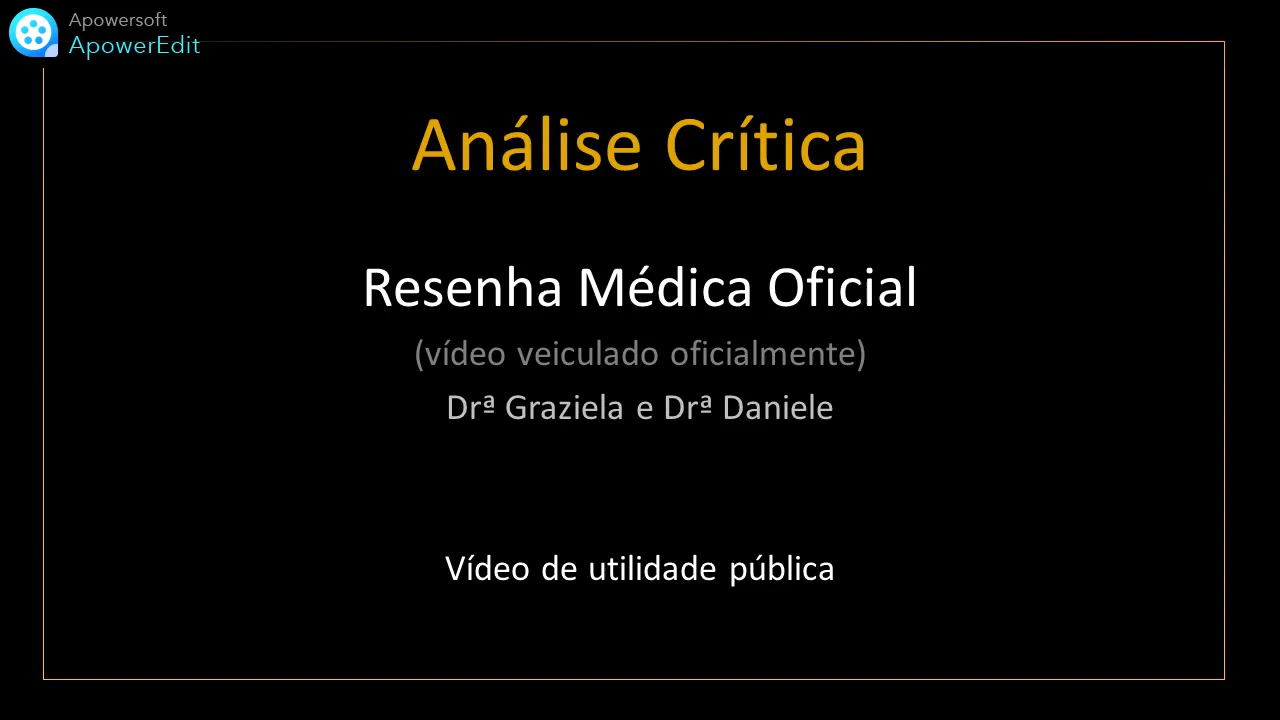 Apowersoft
ApowerEdit
Análise Crítica
Resenha Médica Oficial
(vídeo veiculado oficialmente)
Drª Graziela e Drª Daniele
Vídeo de utilidade pública